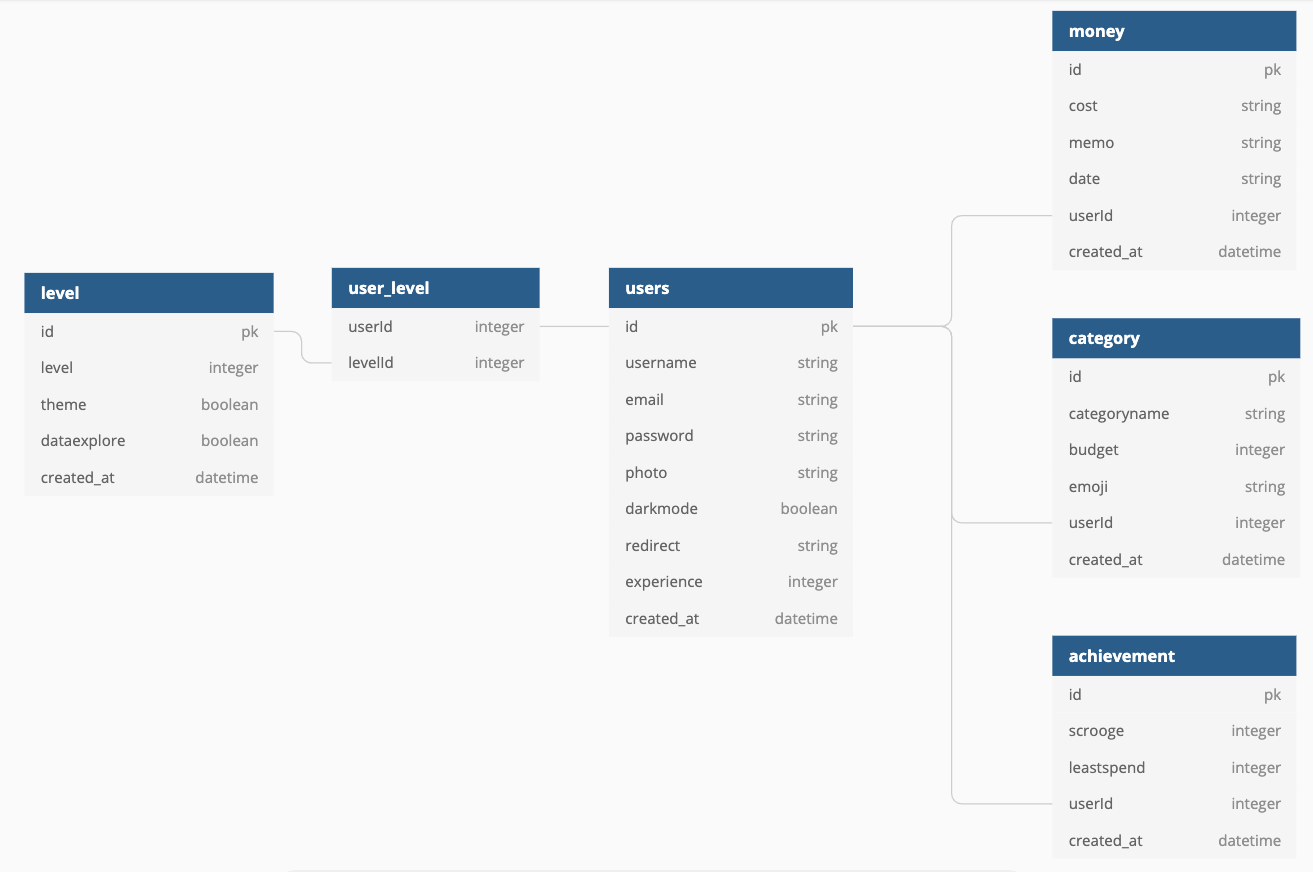 level
id pk
level integer
theme boolean
dataexplore boolean
created_at datetime
user_level
userId integer
levelId integer
users
id pk
username string
email string
password string
photo string
darkmode boolean
redirect string
experience integer
created_at datetime
money
id pk
cost string
memo string
date string
userId integer
created_at datetime
category
id pk
categoryname string
budget integer
emoji string
userId integer
created_at datetime
achievement
id pk
scrooge integer
leastspend integer
userId integer
created_at datetime